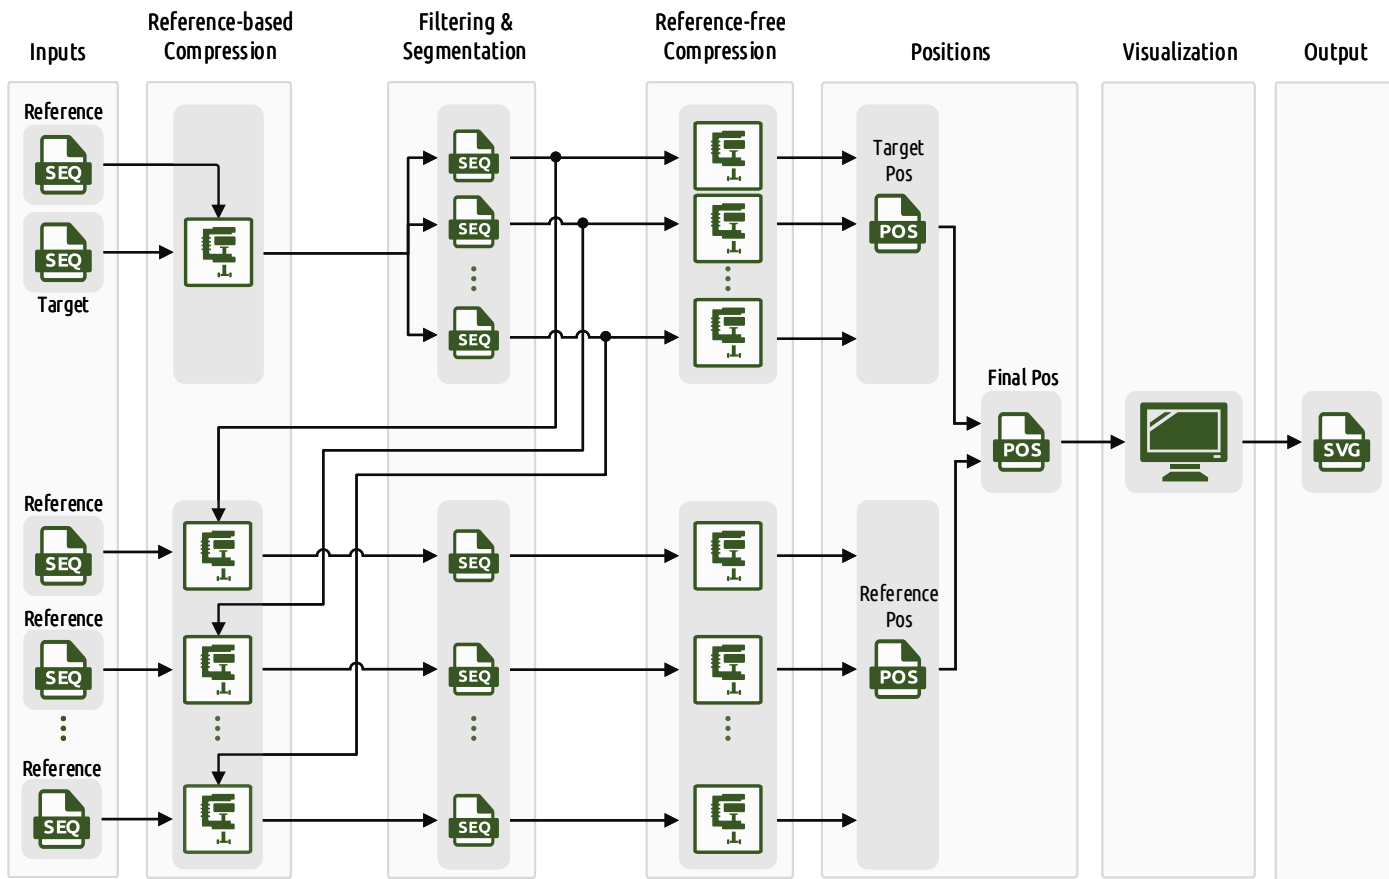 Inputs
Reference-based
Compression
Filtering &
Segmentation
Reference-free
Compression
Positions
Visualization
Output
Reference
SEQ
SEQ
Target
SEQ
SEQ
SEQ
Target
Pos
POS
Final Pos
POS
SVG
Reference
SEQ
SEQ
Reference
SEQ
SEQ
Reference
Pos
POS
Reference
SEQ
SEQ